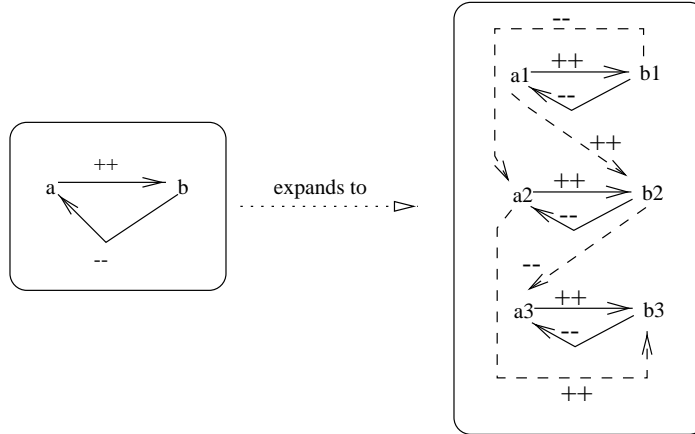 ++
a b
--
expands to
--
++
a1 b1
--
++
++
a2 b2
--
--
++
a3 b3
--
++